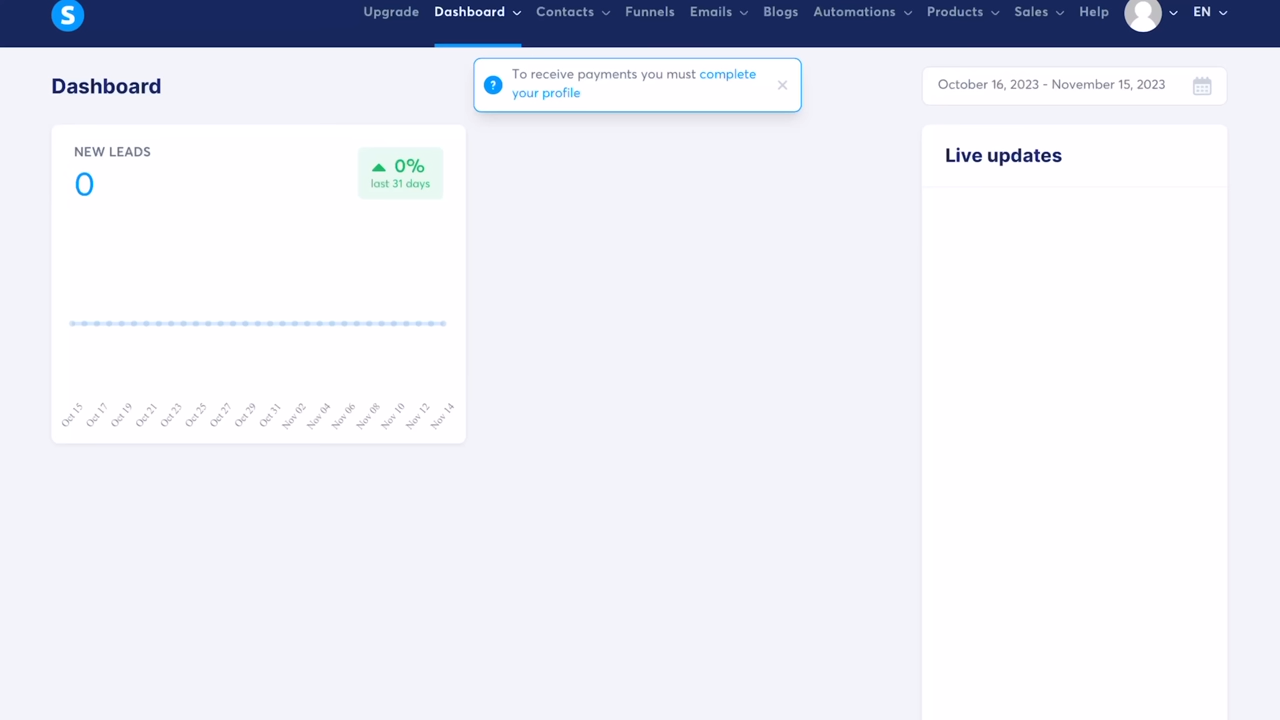 S
Upgrade Dashboard Contacts Funnels Emails Blogs Automations Products Sales Help EN
Dashboard
? To receive payments you must complete
your profile
October 16, 2023 - November 15, 2023
NEW LEADS
0
0%
last 31 days
Oct 15 Oct 17 Oct 19 Oct 21 Oct 23 Oct 25 Oct 27 Oct 29 Oct 31 Nov 02 Nov 04 Nov 06 Nov 08 Nov 10 Nov 12 Nov 14
Live updates